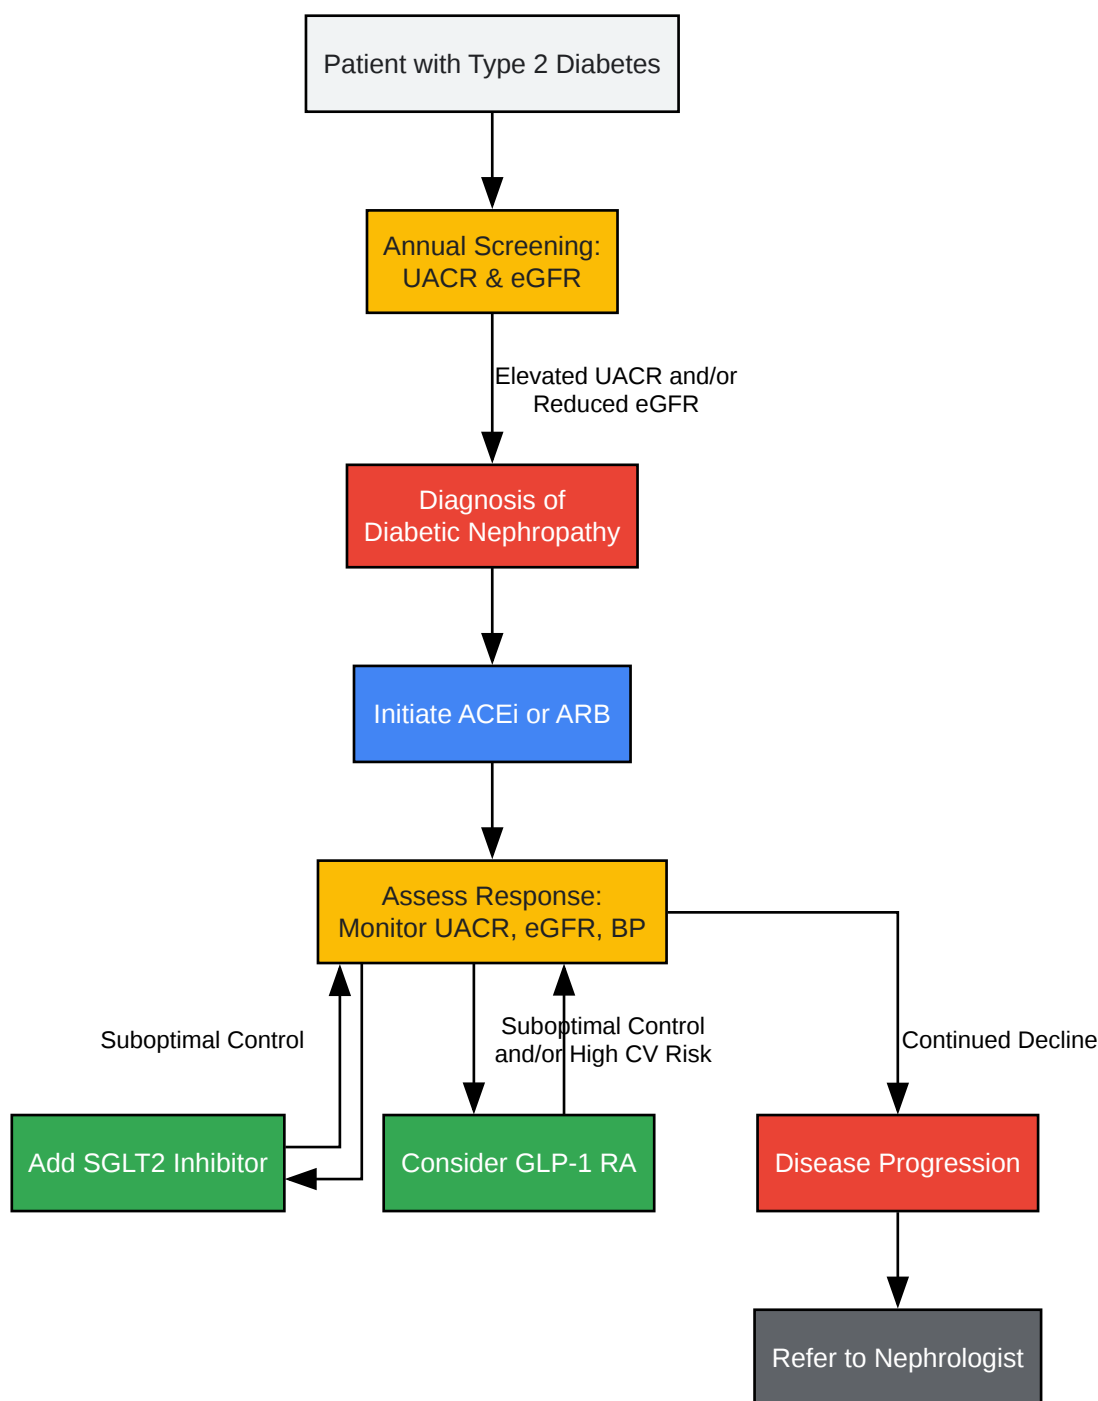 Patient with Type 2 Diabetes
Annual Screening:
UACR & eGFR
Elevated UACR and/or
Reduced eGFR
Diagnosis of
Diabetic Nephropathy
Initiate ACEi or ARB
Assess Response:
Monitor UACR, eGFR, BP
Suboptimal Control
Suboptimal Control
and/or High CV Risk
Continued Decline
Add SGLT2 Inhibitor
Consider GLP-1 RA
Disease Progression
Refer to Nephrologist